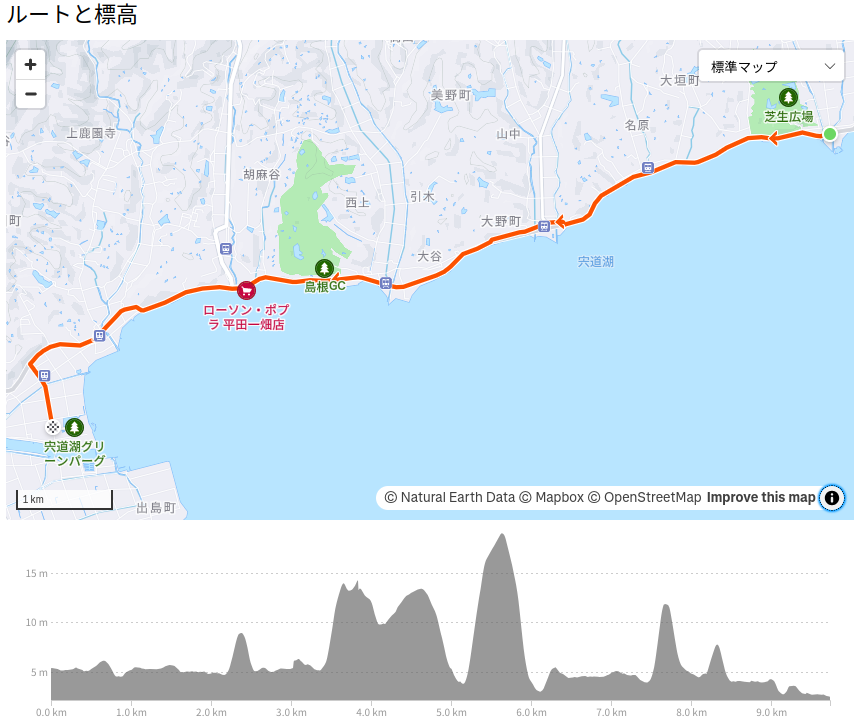 ルートと標高
+
−
標準マップ
大垣町
美野町
芝生広場
上鹿園寺
山中
名原
胡麻谷
西上
引木
町
大野町
大谷
宍道湖
島根GC
ローソン・ポプ
ラ 平田一畑店
宍道湖グリ
ーンパーグ
出島町
1 km
© Natural Earth Data © Mapbox © OpenStreetMap Improve this map
15 m
10 m
5 m
0.0 km 1.0 km 2.0 km 3.0 km 4.0 km 5.0 km 6.0 km 7.0 km 8.0 km 9.0 km